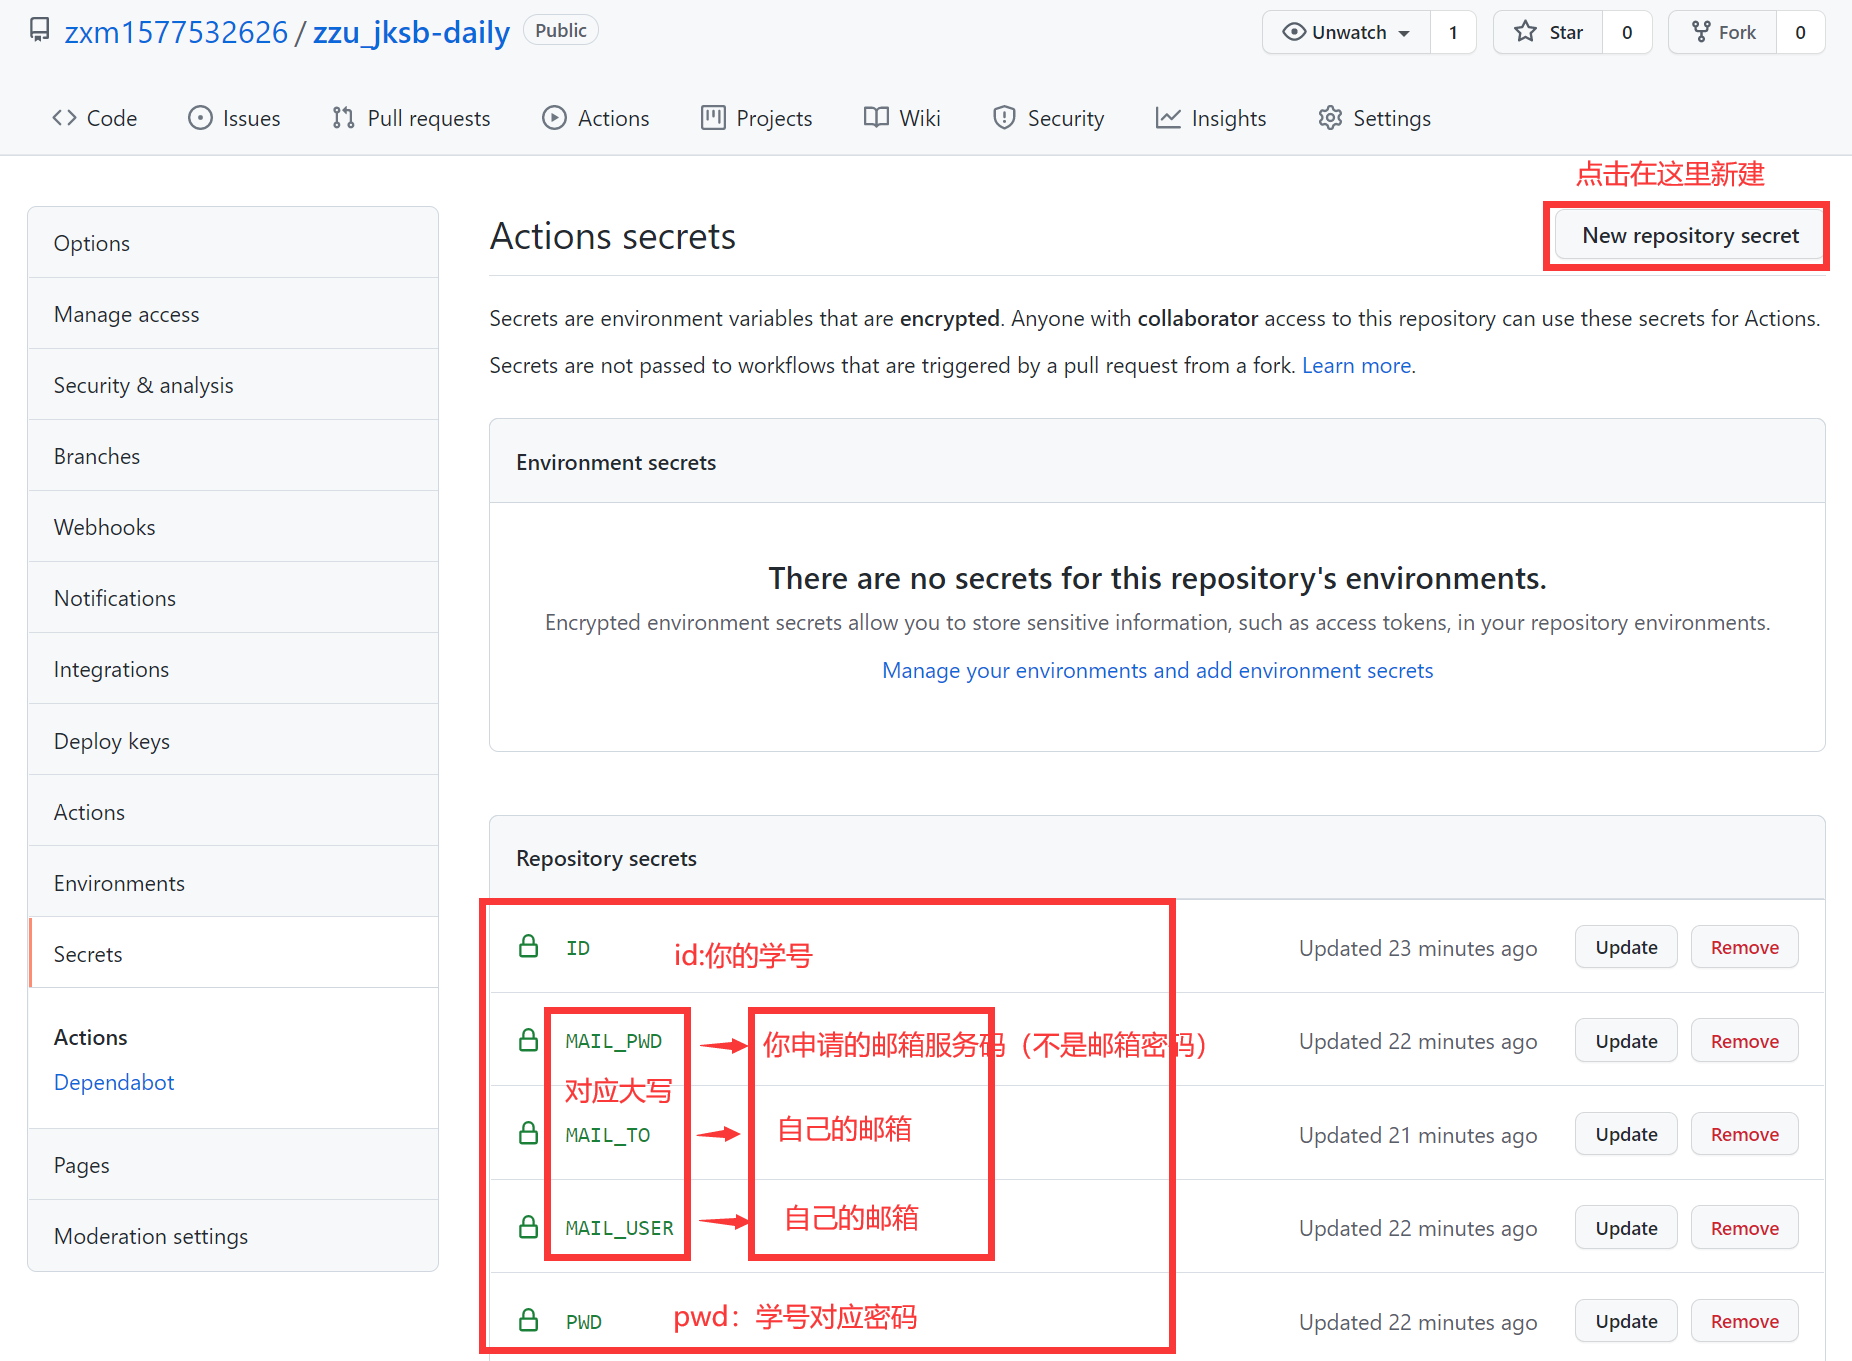 zxm1577532626 / zzu_jksb-daily Public
Unwatch 1 Star 0 Fork 0
Code Issues Pull requests Actions Projects Wiki Security Insights Settings
点击在这里新建
Options
Manage access
Security & analysis
Branches
Webhooks
Notifications
Integrations
Deploy keys
Actions
Environments
Secrets
Actions
Dependabot
Pages
Moderation settings
Actions secrets
New repository secret
Secrets are environment variables that are encrypted. Anyone with collaborator access to this repository can use these secrets for Actions.
Secrets are not passed to workflows that are triggered by a pull request from a fork. Learn more.
Environment secrets
There are no secrets for this repository's environments.
Encrypted environment secrets allow you to store sensitive information, such as access tokens, in your repository environments.
Manage your environments and add environment secrets
Repository secrets
ID id:你的学号 Updated 23 minutes ago Update Remove
MAIL_PWD 你申请的邮箱服务码（不是邮箱密码） Updated 22 minutes ago Update Remove
对应大写
MAIL_TO 自己的邮箱 Updated 21 minutes ago Update Remove
MAIL_USER 自己的邮箱 Updated 22 minutes ago Update Remove
PWD pwd：学号对应密码 Updated 22 minutes ago Update Remove